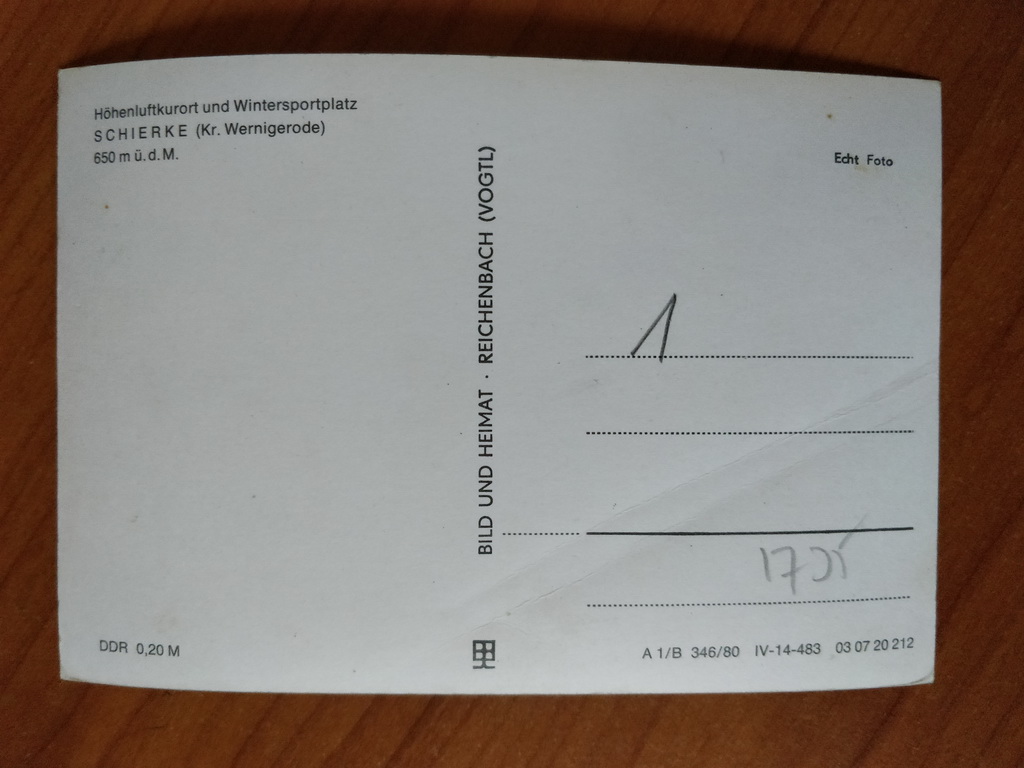 Höhenluftkurort und Wintersportplatz
SCHIERKE (Kr. Wernigerode)
650 m ü. d. M.
Echt Foto
BILD UND HEIMAT · REICHENBACH (VOGTL)
1
DDR 0,20 M
A 1/B 346/80 IV-14-483 03 07 20 212